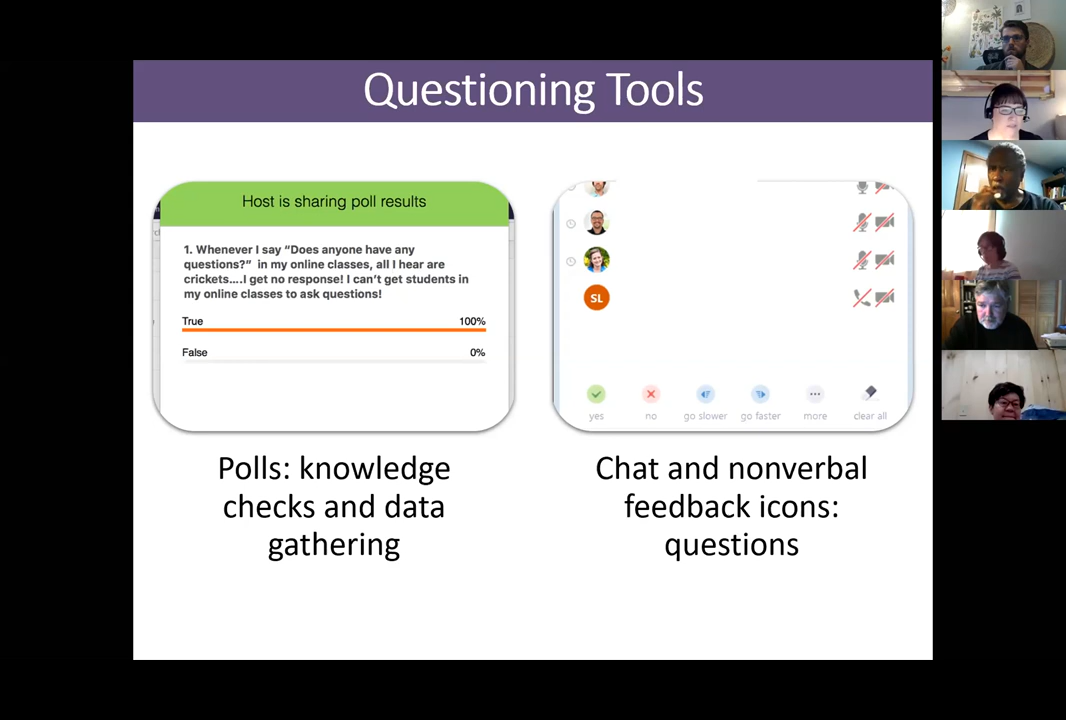 Questioning Tools
Host is sharing poll results
1. Whenever I say “Does anyone have any
questions?” in my online classes, all I hear are
crickets....I get no response! I can’t get students in
my online classes to ask questions!
True 100%
False 0%
SL
yes no go slower go faster more clear all
Polls: knowledge
checks and data
gathering
Chat and nonverbal
feedback icons:
questions